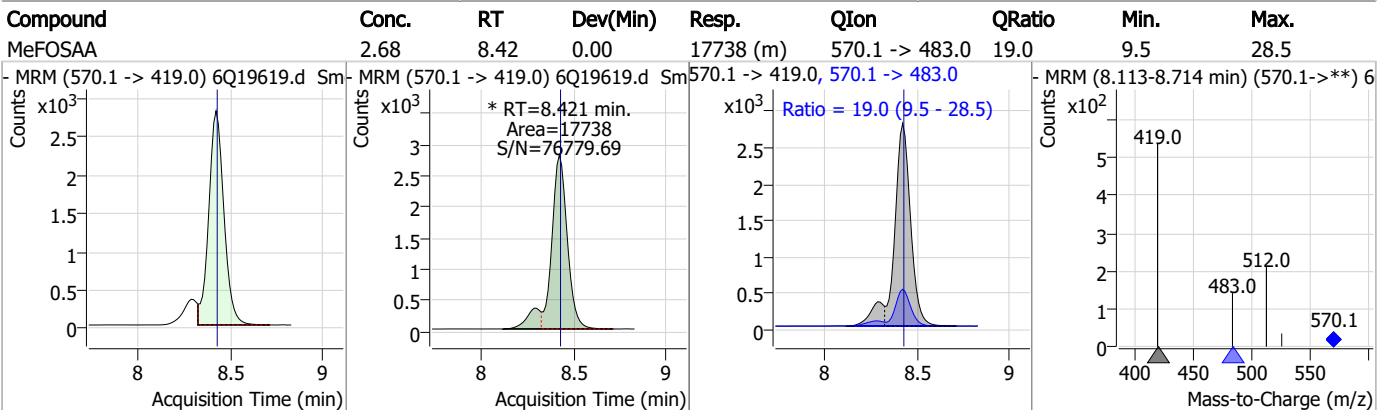 Compound Conc. RT Dev(Min) Resp. QIon QRatio Min. Max.
MeFOSAA 2.68 8.42 0.00 17738 (m) 570.1 -> 483.0 19.0 9.5 28.5
- MRM (570.1 -> 419.0) 6Q19619.d Sm
Counts
x10³
2.5
2
1.5
1
0.5
0
8 8.5 9
Acquisition Time (min)
- MRM (570.1 -> 419.0) 6Q19619.d Sm
Counts
x10³
* RT=8.421 min.
Area=17738
S/N=76779.69
3
2.5
2
1.5
1
0.5
0
8 8.5 9
Acquisition Time (min)
570.1 -> 419.0, 570.1 -> 483.0
Counts
x10³
Ratio = 19.0 (9.5 - 28.5)
2.5
2
1.5
1
0.5
0
8 8.5 9
Acquisition Time (min)
- MRM (8.113-8.714 min) (570.1->**) 6
Counts
x10²
419.0
5
4
3
512.0
2
483.0
570.1
1
0
400 450 500 550
Mass-to-Charge (m/z)